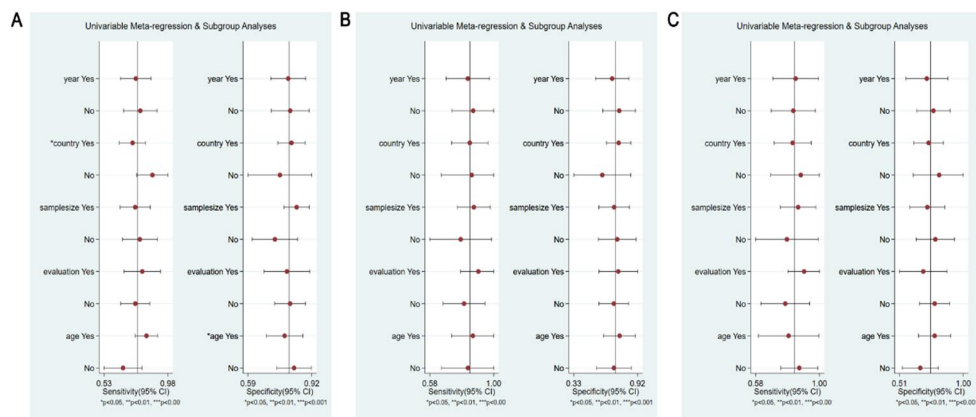 A
Univariable Meta-regression & Subgroup Analyses
year Yes
No
*country Yes
No
samplesize Yes
No
evaluation Yes
No
age Yes
No
0.53 0.98
Sensitivity(95% CI)
*p<0.05, **p<0.01, ***p<0.00
year Yes
No
country Yes
No
samplesize Yes
No
evaluation Yes
No
*age Yes
No
0.59 0.92
Specificity(95% CI)
*p<0.05, **p<0.01, ***p<0.001
B
Univariable Meta-regression & Subgroup Analyses
year Yes
No
country Yes
No
samplesize Yes
No
evaluation Yes
No
age Yes
No
0.58 1.00
Sensitivity(95% CI)
*p<0.05, **p<0.01, ***p<0.00
year Yes
No
country Yes
No
samplesize Yes
No
evaluation Yes
No
age Yes
No
0.33 0.92
Specificity(95% CI)
*p<0.05, **p<0.01, ***p<0.001
C
Univariable Meta-regression & Subgroup Analyses
year Yes
No
country Yes
No
samplesize Yes
No
evaluation Yes
No
age Yes
No
0.58 1.00
Sensitivity(95% CI)
*p<0.05, **p<0.01, ***p<0.00
year Yes
No
country Yes
No
samplesize Yes
No
evaluation Yes
No
age Yes
No
0.51 1.00
Specificity(95% CI)
*p<0.05, **p<0.01, ***p<0.001